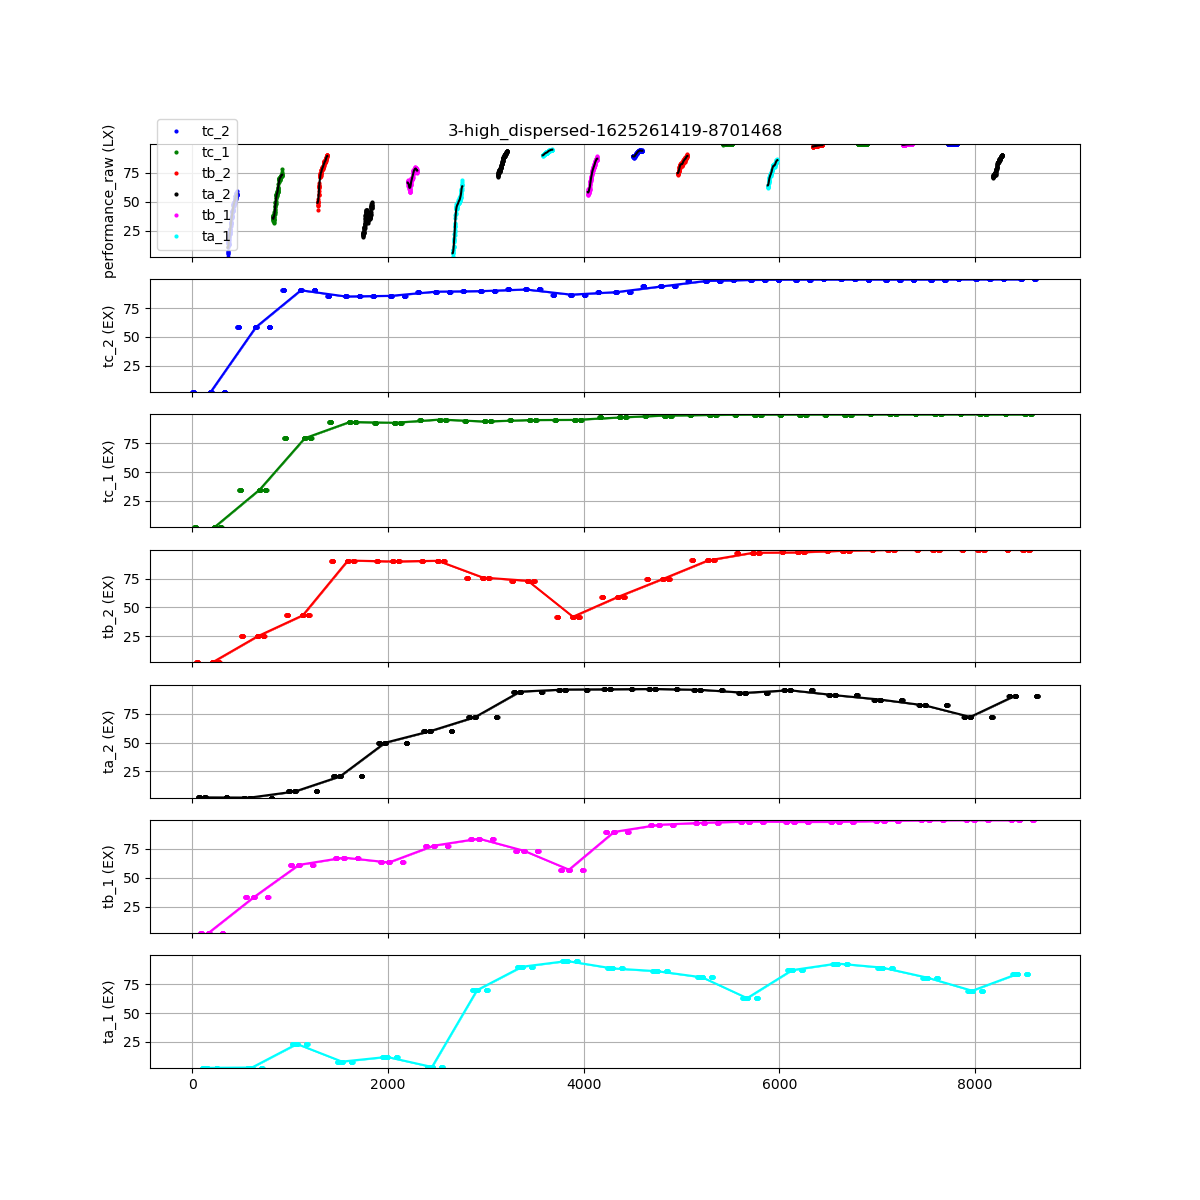 3-high_dispersed-1625261419-8701468
performance_raw (LX)
75
50
25
tc_2
tc_1
tb_2
ta_2
tb_1
ta_1
tc_2 (EX)
75
50
25
tc_1 (EX)
75
50
25
tb_2 (EX)
75
50
25
ta_2 (EX)
75
50
25
tb_1 (EX)
75
50
25
ta_1 (EX)
75
50
25
0 2000 4000 6000 8000